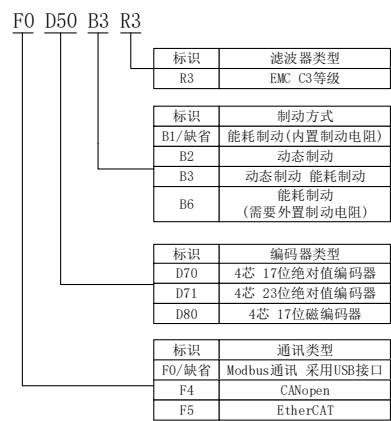 F0 D50 B3 R3
标识 滤波器类型
R3 EMC C3等级
标识 制动方式
B1/缺省 能耗制动(内置制动电阻)
B2 动态制动
B3 动态制动 能耗制动
B6 能耗制动
(需要外置制动电阻)
标识 编码器类型
D70 4芯 17位绝对值编码器
D71 4芯 23位绝对值编码器
D80 4芯 17位磁编码器
标识 通讯类型
F0/缺省 Modbus通讯 采用USB接口
F4 CANopen
F5 EtherCAT